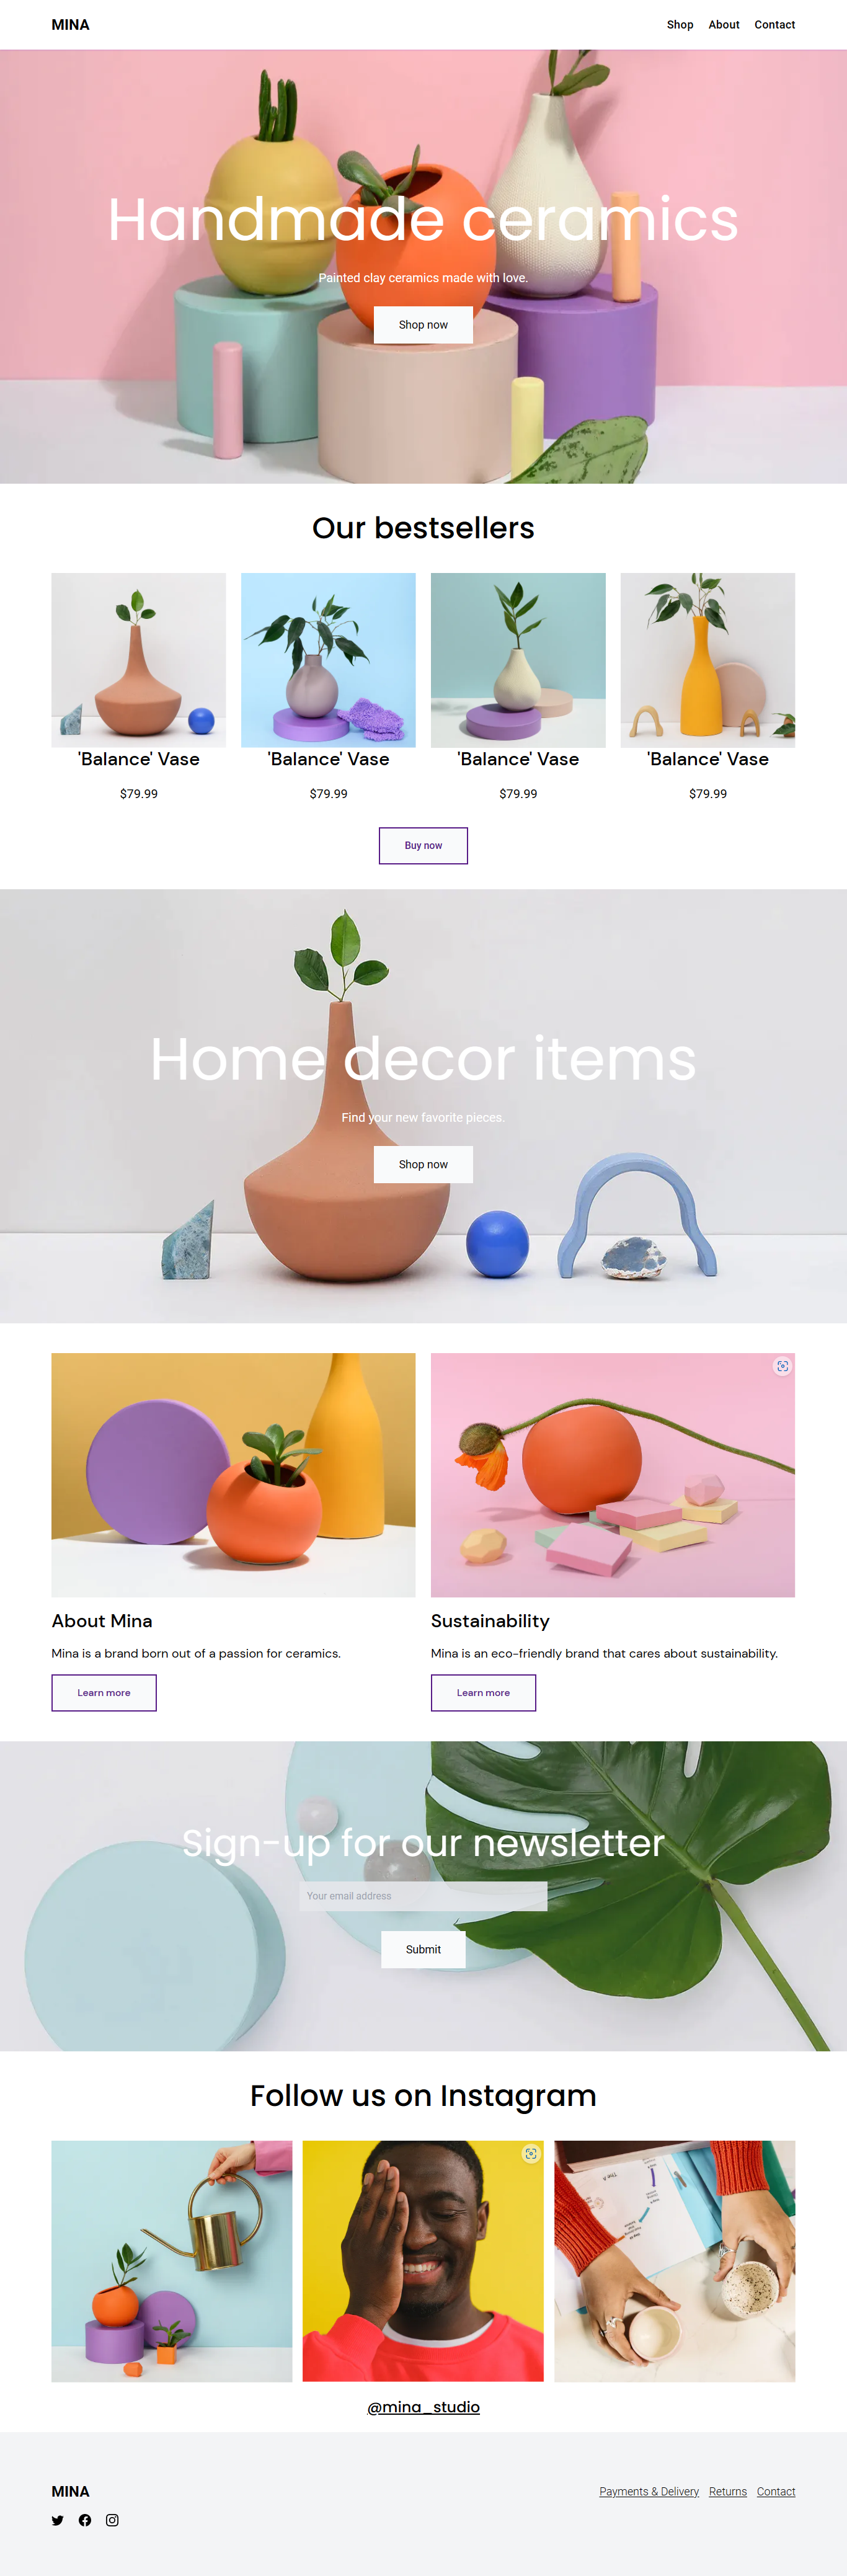 MINA
Shop About Contact
Handmade ceramics
Painted clay ceramics made with love.
Shop now
Our bestsellers
'Balance' Vase
$79.99
'Balance' Vase
$79.99
'Balance' Vase
$79.99
'Balance' Vase
$79.99
Buy now
Home decor items
Find your new favorite pieces.
Shop now
About Mina
Mina is a brand born out of a passion for ceramics.
Learn more
Sustainability
Mina is an eco-friendly brand that cares about sustainability.
Learn more
Sign-up for our newsletter
Your email address
Submit
Follow us on Instagram
@mina_studio
MINA
Payments & Delivery Returns Contact